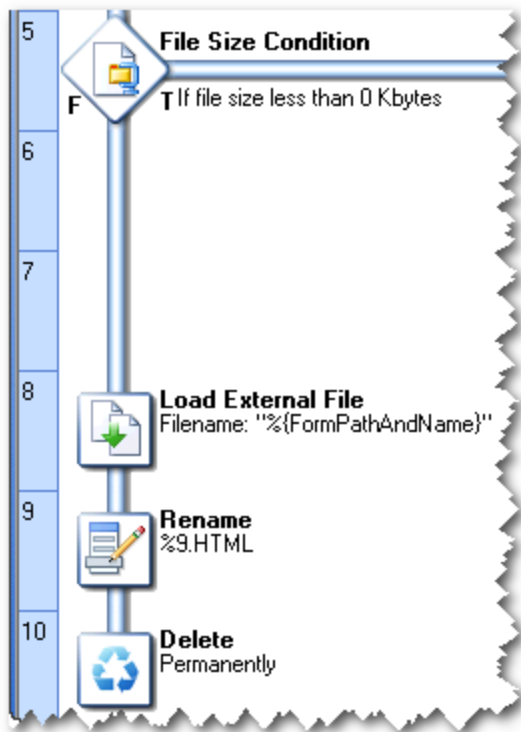 5
File Size Condition
F
T If file size less than 0 Kbytes
6
7
8
Load External File
Filename: "%{FormPathAndName}"
9
Rename
%9.HTML
10
Delete
Permanently